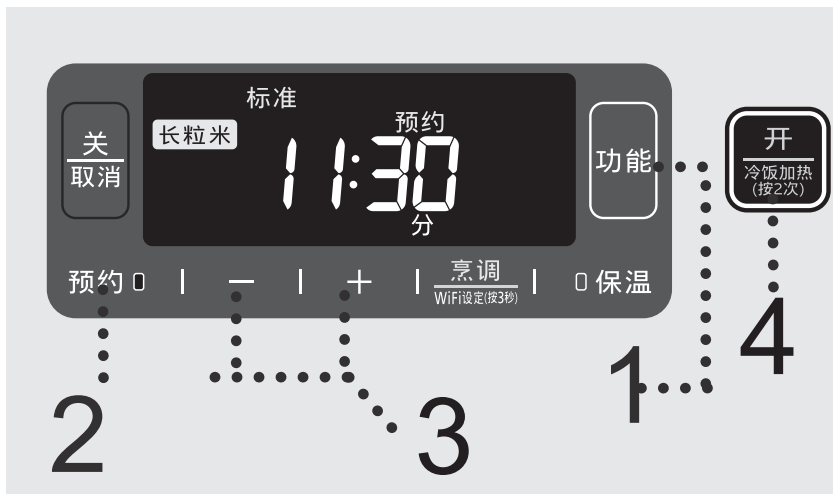 标准
预约
长粒米
11:30
分
关
取消
功能
开
冷饭加热
(按2次)
预约
烹调
WiFi设定(按3秒)
保温
1
2
3
4